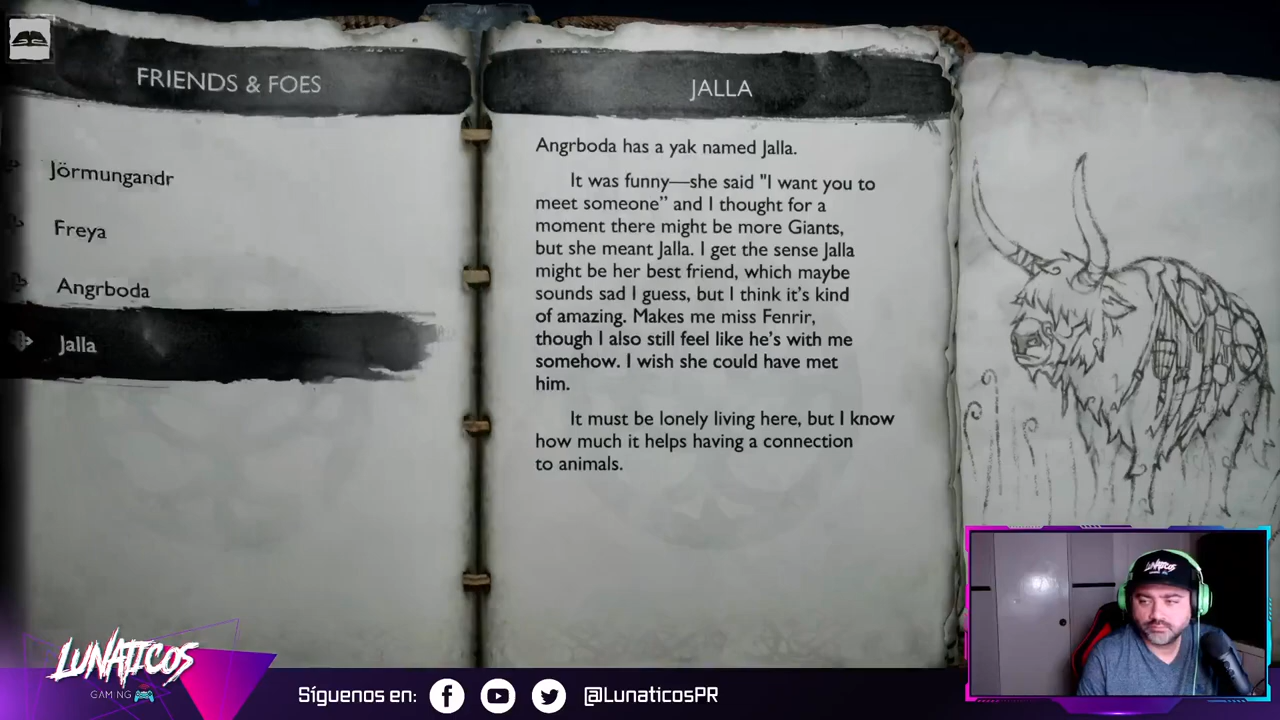 FRIENDS & FOES
Jörmungandr
Freya
Angrboda
Jalla
JALLA
Angrboda has a yak named Jalla.
It was funny—she said "I want you to
meet someone” and I thought for a
moment there might be more Giants,
but she meant Jalla. I get the sense Jalla
might be her best friend, which maybe
sounds sad I guess, but I think it’s kind
of amazing. Makes me miss Fenrir,
though I also still feel like he’s with me
somehow. I wish she could have met
him.
It must be lonely living here, but I know
how much it helps having a connection
to animals.
LUNATICOS
LUNATICOS
GAMING
Síguenos en:
@LunaticosPR